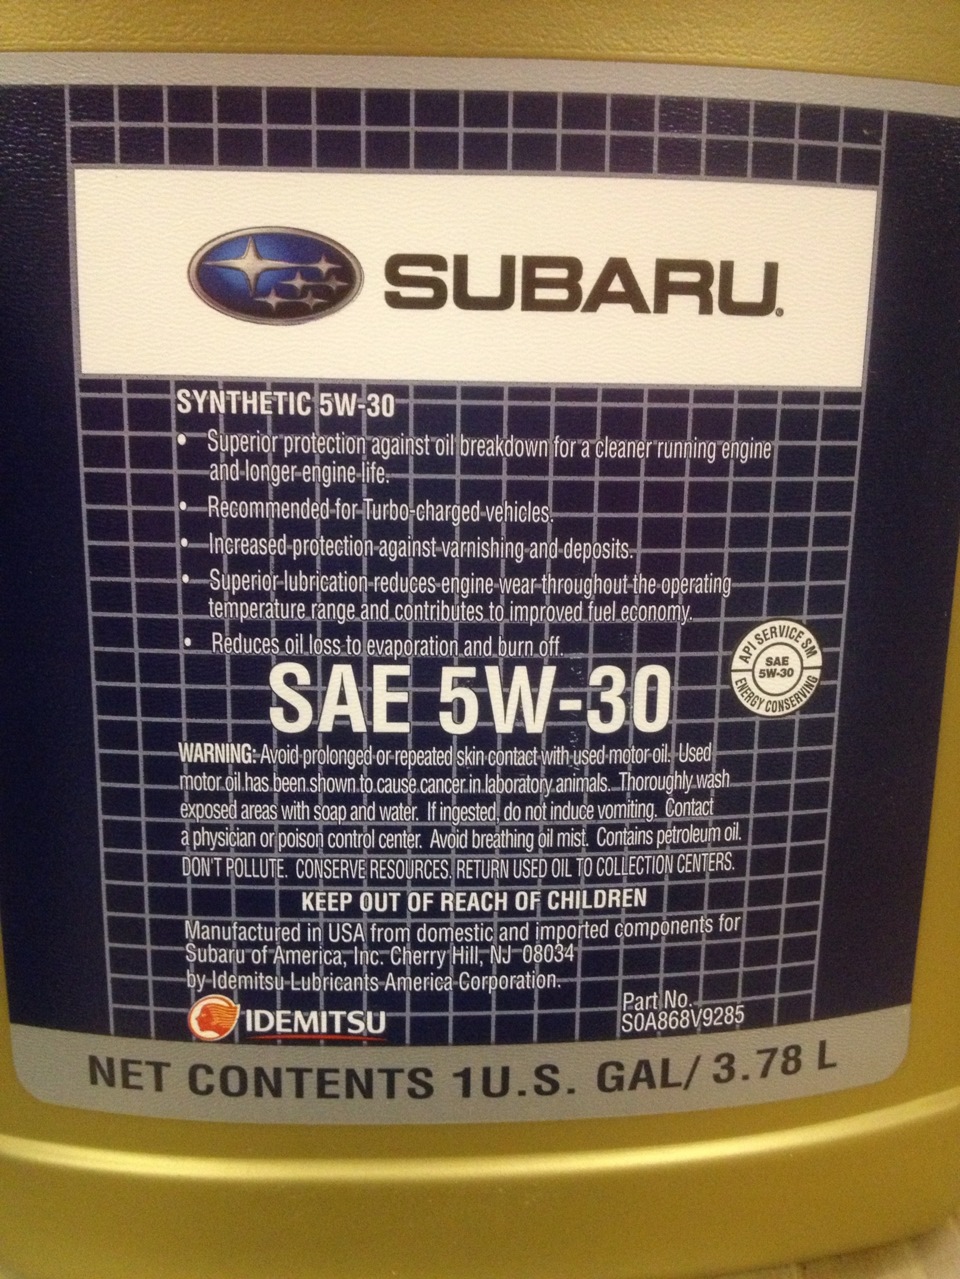 SUBARU®
SYNTHETIC 5W-30
• Superior protection against oil breakdown for a cleaner running engine
and longer engine life.
• Recommended for Turbo-charged vehicles.
• Increased protection against varnishing and deposits.
• Superior lubrication reduces engine wear throughout the operating
temperature range and contributes to improved fuel economy.
• Reduces oil loss to evaporation and burn off.
API SERVICE SM
SAE
5W-30
ENERGY CONSERVING
SAE 5W-30
WARNING: Avoid prolonged or repeated skin contact with used motor oil. Used
motor oil has been shown to cause cancer in laboratory animals. Thoroughly wash
exposed areas with soap and water. If ingested, do not induce vomiting. Contact
a physician or poison control center. Avoid breathing oil mist. Contains petroleum oil.
DON'T POLLUTE. CONSERVE RESOURCES. RETURN USED OIL TO COLLECTION CENTERS.
KEEP OUT OF REACH OF CHILDREN
Manufactured in USA from domestic and imported components for
Subaru of America, Inc. Cherry Hill, NJ 08034
by Idemitsu Lubricants America Corporation.
IDEMITSU
Part No.
SOA868V9285
NET CONTENTS 1U.S. GAL/ 3.78 L